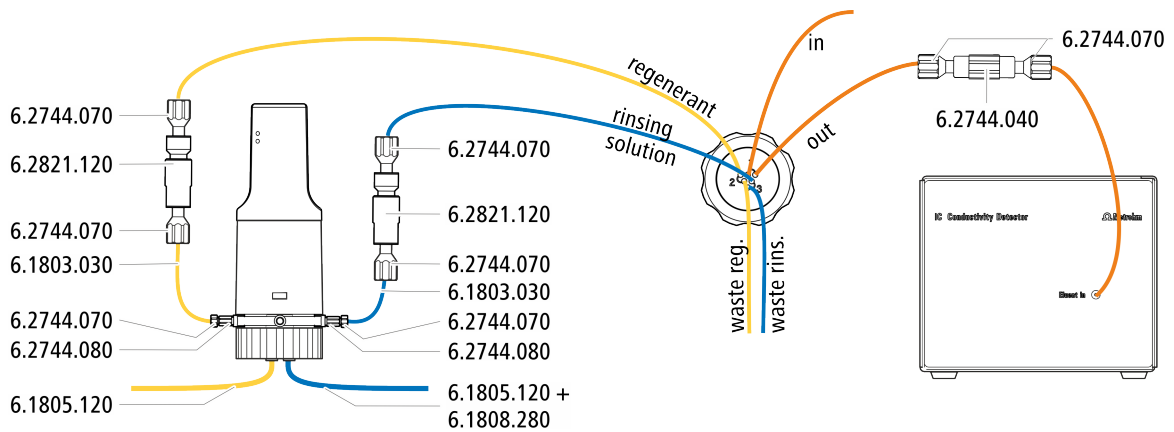 6.2744.070
6.2821.120
6.2744.070
6.1803.030
6.2744.070
6.2744.080
6.1805.120
6.2744.070
6.2821.120
6.2744.070
6.1803.030
6.2744.070
6.2744.080
6.1805.120 +
6.1808.280
regenerant
rinsing
solution
in
out
1
2
3
waste reg.
waste rins.
6.2744.070
6.2744.040
IC Conductivity Detector
Metrohm
Eluent In